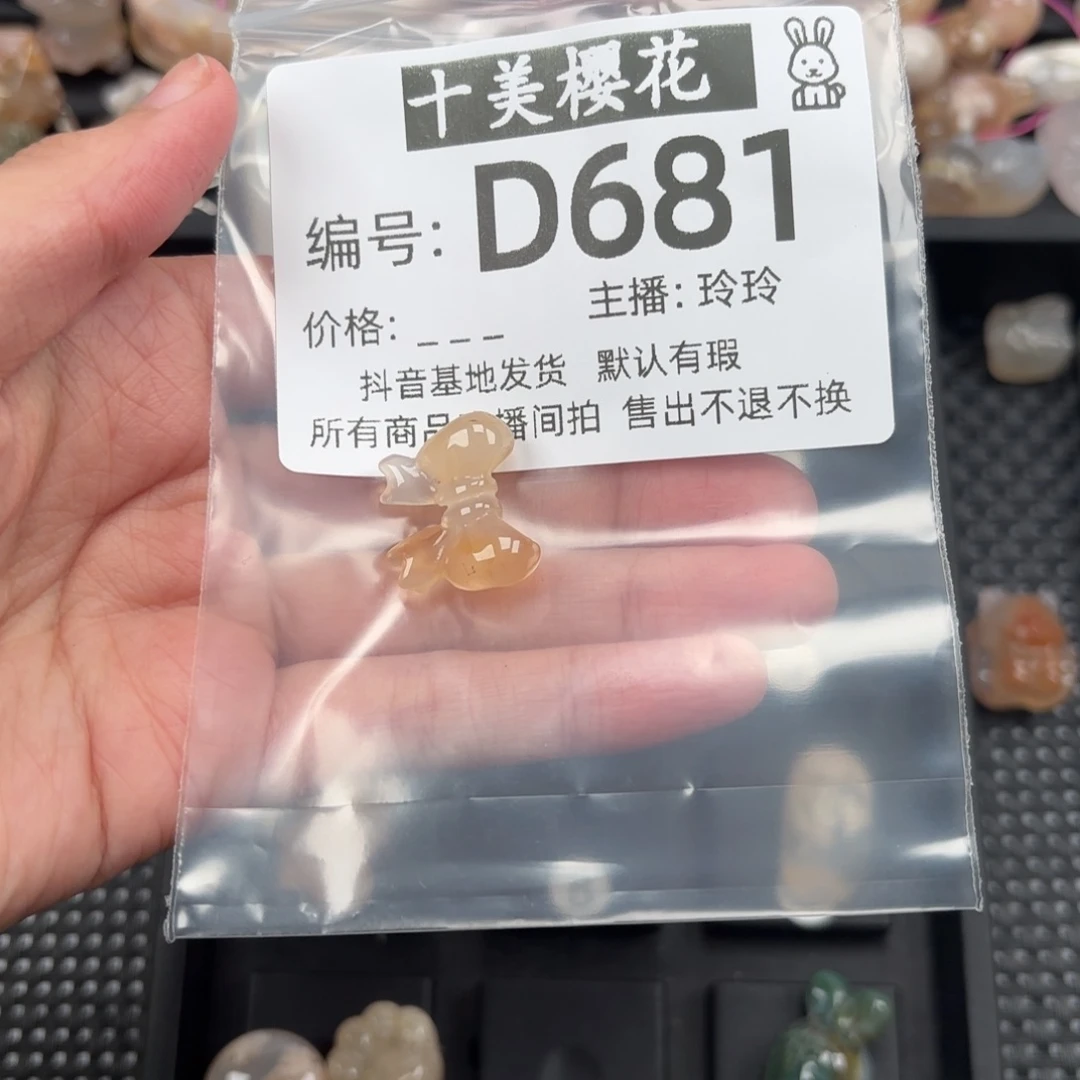 十美樱花
编号: D681
价格: _ _ _ 主播: 玲玲
抖音基地发货 默认有瑕
所有商品 播间拍 售出不退不换